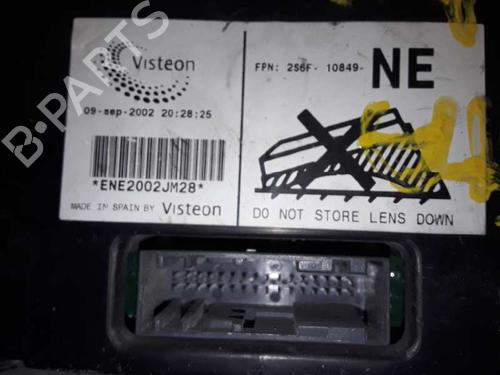 Visteon
FPN: 2S6F- 10849- NE
09-sep-2002 20:28:25
*ENE2002JM28*
MADE IN SPAIN BY Visteon
DO NOT STORE LENS DOWN
B-PARTS